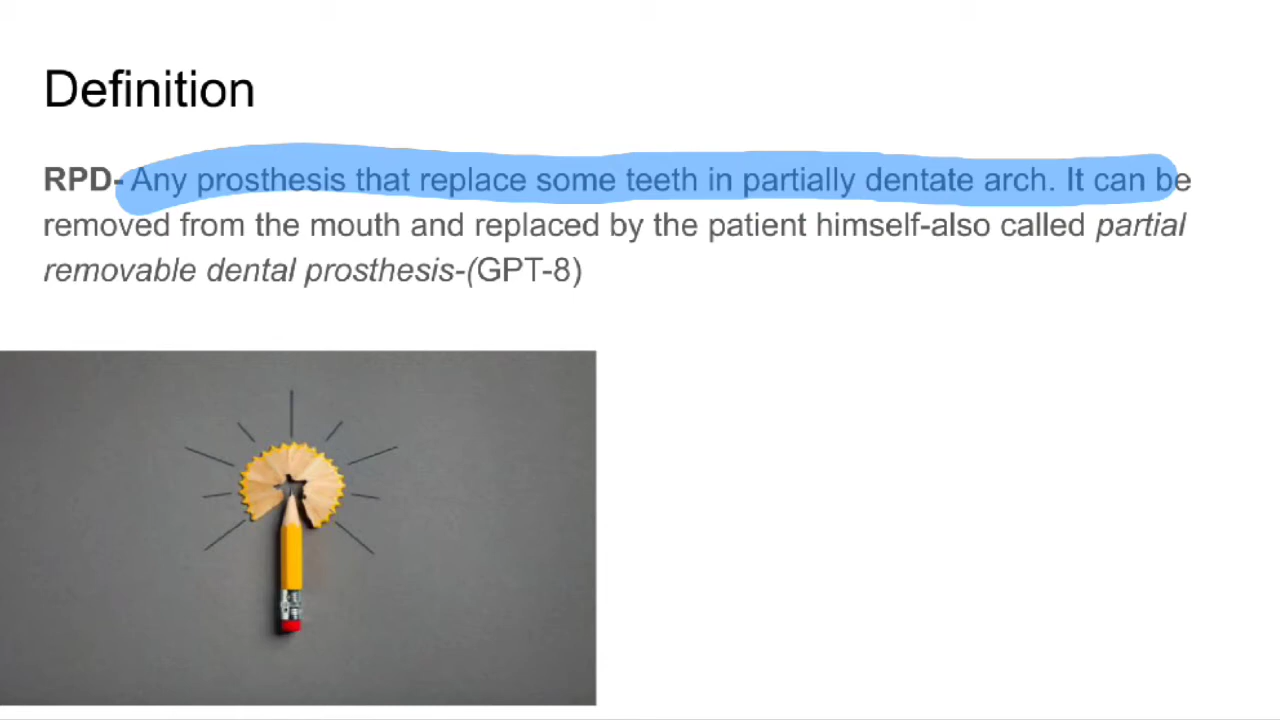 Definition
RPD- Any prosthesis that replace some teeth in partially dentate arch. It can be
removed from the mouth and replaced by the patient himself-also called partial
removable dental prosthesis-(GPT-8)